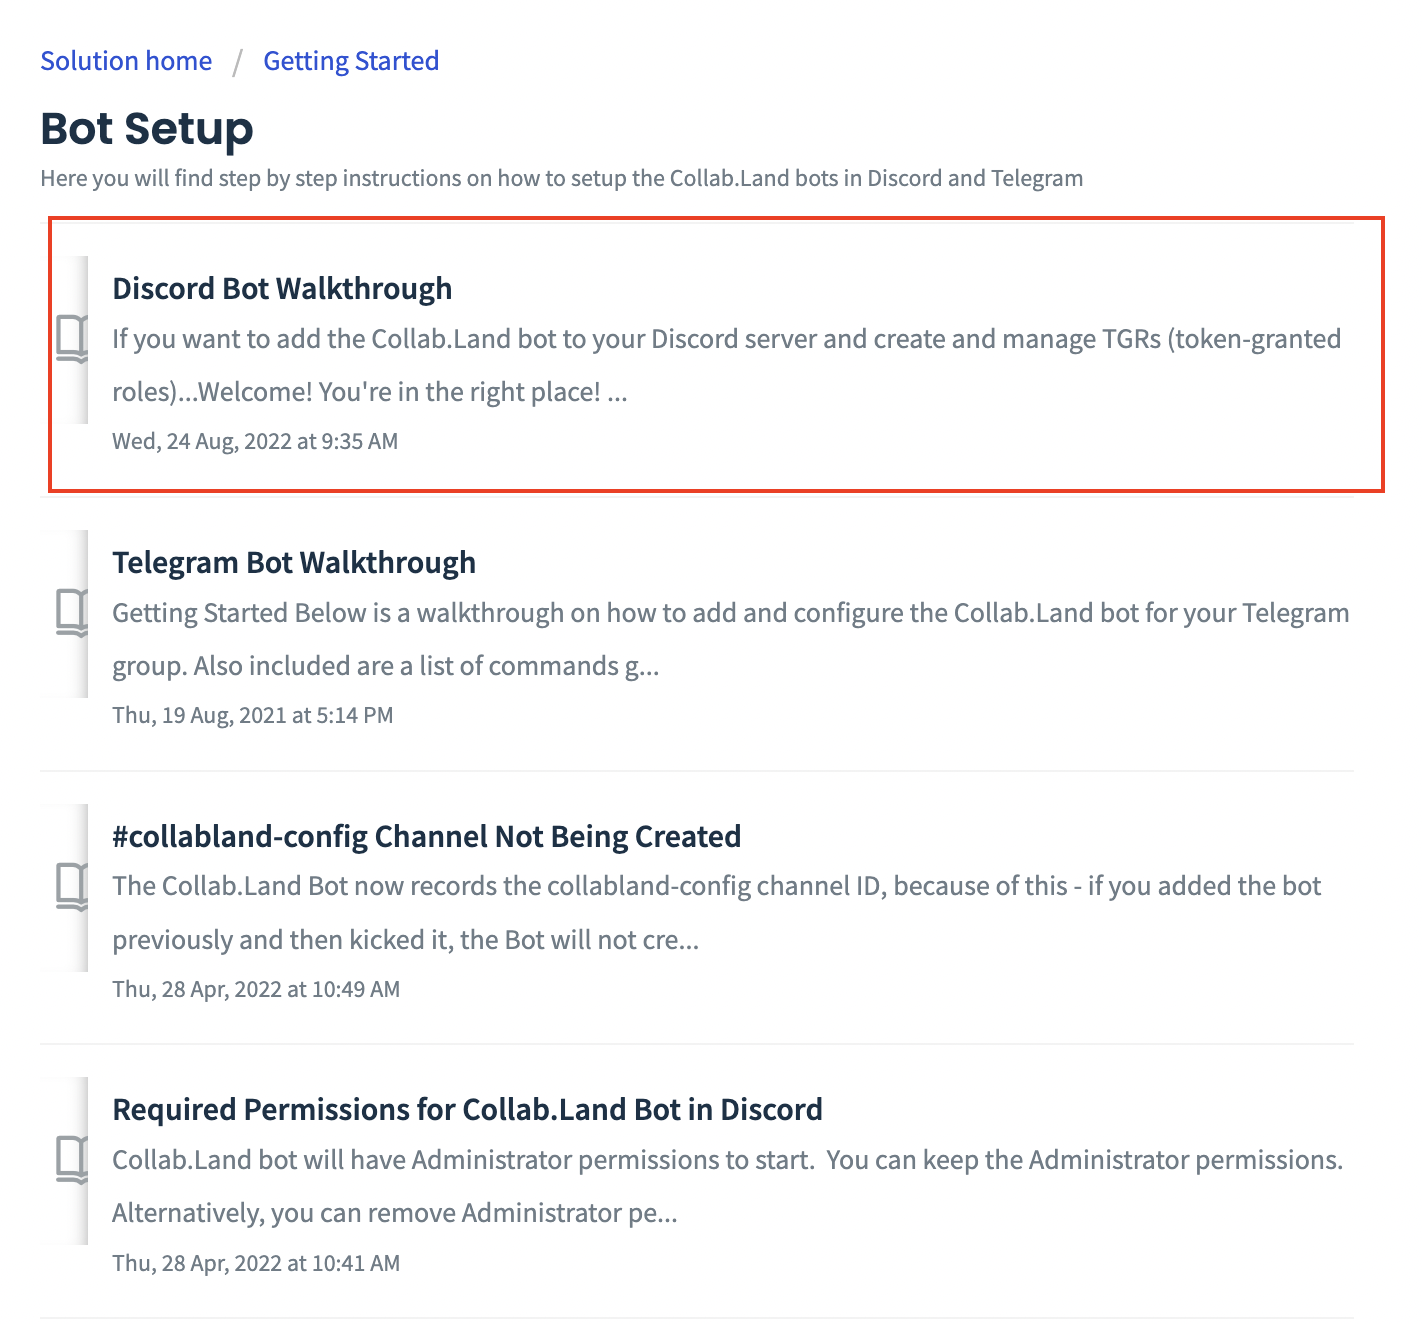 Solution home / Getting Started
Bot Setup
Here you will find step by step instructions on how to setup the Collab.Land bots in Discord and Telegram
Discord Bot Walkthrough
If you want to add the Collab.Land bot to your Discord server and create and manage TGRs (token-granted
roles)...Welcome! You're in the right place! ...
Wed, 24 Aug, 2022 at 9:35 AM
Telegram Bot Walkthrough
Getting Started Below is a walkthrough on how to add and configure the Collab.Land bot for your Telegram
group. Also included are a list of commands g...
Thu, 19 Aug, 2021 at 5:14 PM
#collabland-config Channel Not Being Created
The Collab.Land Bot now records the collabland-config channel ID, because of this - if you added the bot
previously and then kicked it, the Bot will not cre...
Thu, 28 Apr, 2022 at 10:49 AM
Required Permissions for Collab.Land Bot in Discord
Collab.Land bot will have Administrator permissions to start.  You can keep the Administrator permissions.
Alternatively, you can remove Administrator pe...
Thu, 28 Apr, 2022 at 10:41 AM